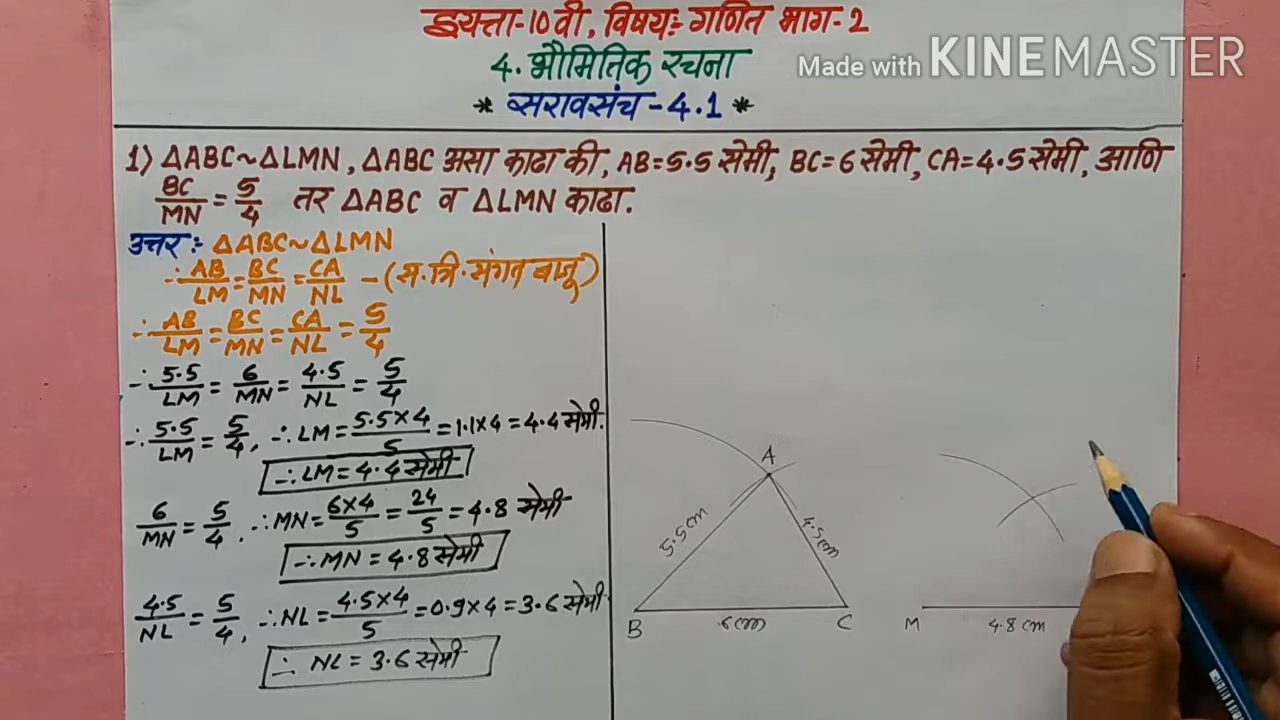 इयत्ता-10वी, विषयः- गणित भाग-2
4. भौमितिक रचना
* सरावसंच-4.1 *
Made with KINEMASTER
1) ΔABC~ΔLMN, ΔABC असा काढा की, AB=5.5 सेमी, BC=6 सेमी, CA=4.5 सेमी, आणि
BC/MN = 5/4 तर ΔABC व ΔLMN काढा.
उत्तर:- ΔABC~ΔLMN
∴ AB/LM = BC/MN = CA/NL - (स.त्रि.संगत बाजू)
∴ AB/LM = BC/MN = CA/NL = 5/4
∴ 5.5/LM = 6/MN = 4.5/NL = 5/4
∴ 5.5/LM = 5/4, ∴ LM = 5.5×4/5 = 1.1×4 = 4.4 सेमी.
∴ LM = 4.4 सेमी
6/MN = 5/4. ∴ MN = 6×4/5 = 24/5 = 4.8 सेमी
∴ MN = 4.8 सेमी
4.5/NL = 5/4, ∴ NL = 4.5×4/5 = 0.9×4 = 3.6 सेमी
∴ NL = 3.6 सेमी
A
5.5cm
4.5cm
B 6cm C
M 4.8cm